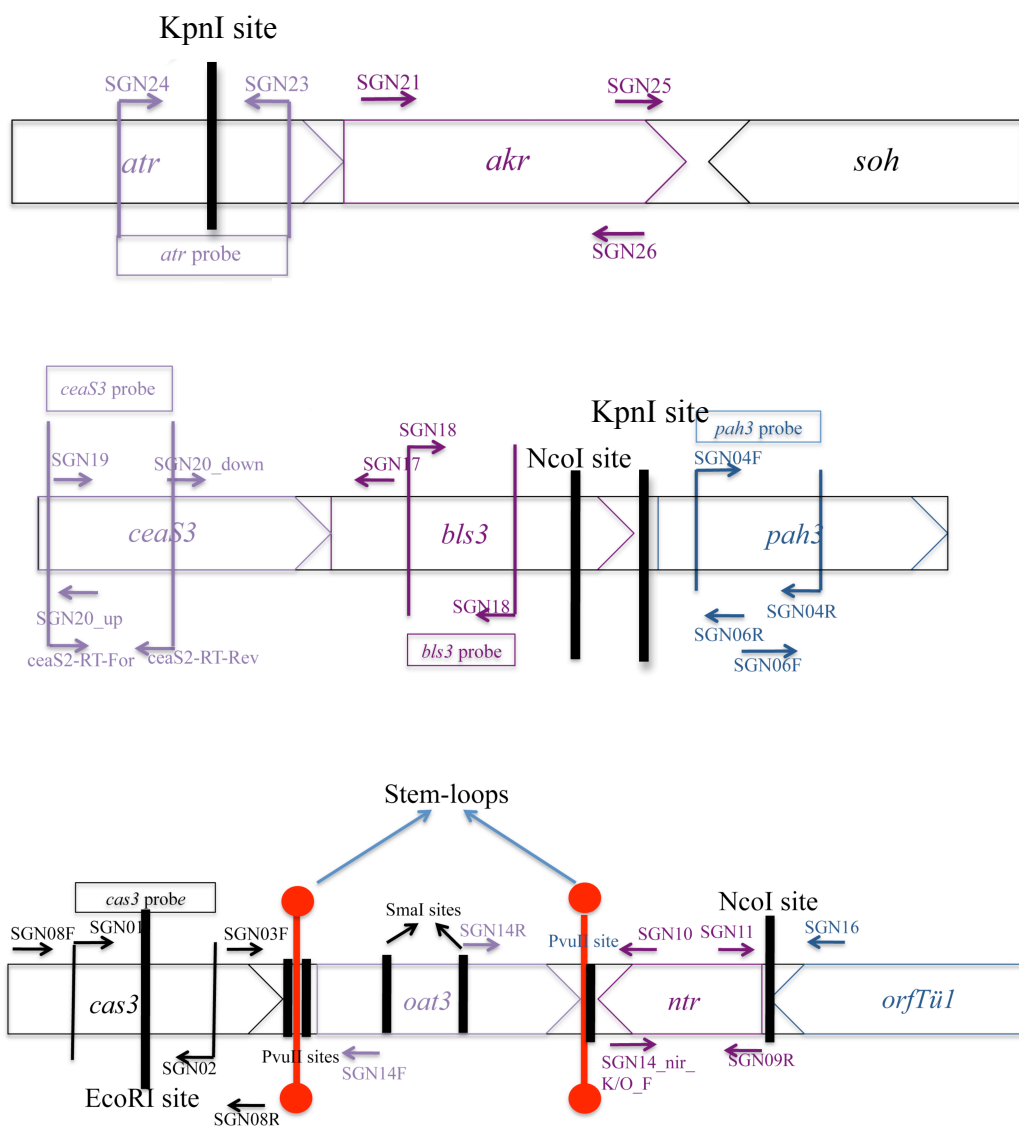 KpnI site
SGN24
SGN23
SGN21
SGN25
atr
akr
soh
atr probe
SGN26
ceaS3 probe
KpnI site
pah3 probe
SGN18
NcoI site
SGN19
SGN20_down
SGN17
SGN04F
ceaS3
bls3
pah3
SGN20_up
SGN18
SGN04R
ceaS2-RT-For
ceaS2-RT-Rev
bls3 probe
SGN06R
SGN06F
Stem-loops
cas3 probe
SmaI sites
NcoI site
SGN08F
SGN01
SGN03F
SGN14R
PvuII site
SGN10
SGN11
SGN16
cas3
oat3
ntr
orfTü1
SGN02
PvuII sites
SGN14F
SGN14_nir_
K/O_F
SGN09R
EcoRI site
SGN08R